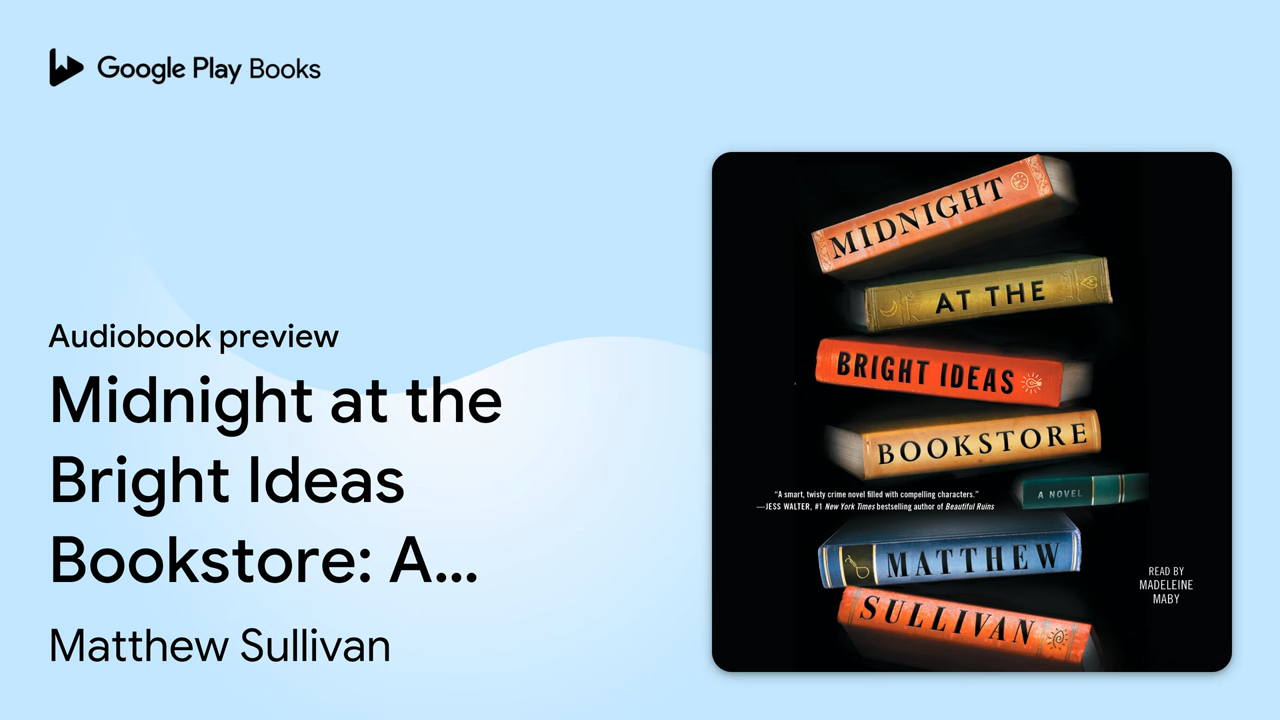 Google Play Books
Audiobook preview
Midnight at the
Bright Ideas
Bookstore: A...
Matthew Sullivan
MIDNIGHT
AT THE
BRIGHT IDEAS
BOOKSTORE
A NOVEL
“A smart, twisty crime novel filled with compelling characters.”
—JESS WALTER, #1 New York Times bestselling author of Beautiful Ruins
MATTHEW
SULLIVAN
READ BY
MADELEINE
MABY